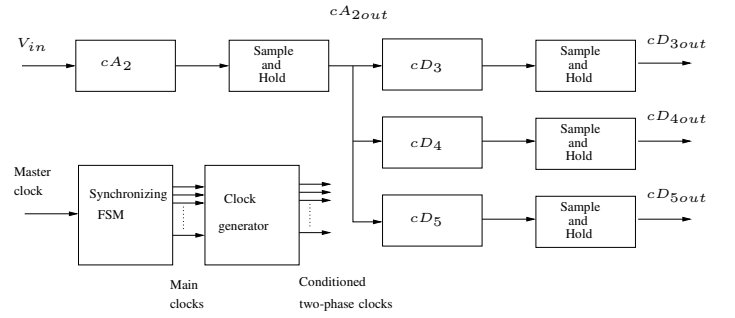 cA2out
Vin
cA2
Sample
and
Hold
cD3
Sample
and
Hold
cD3out
cD4
Sample
and
Hold
cD4out
Master
clock
Synchronizing
FSM
Clock
generator
cD5
Sample
and
Hold
cD5out
Main
clocks
Conditioned
two-phase clocks